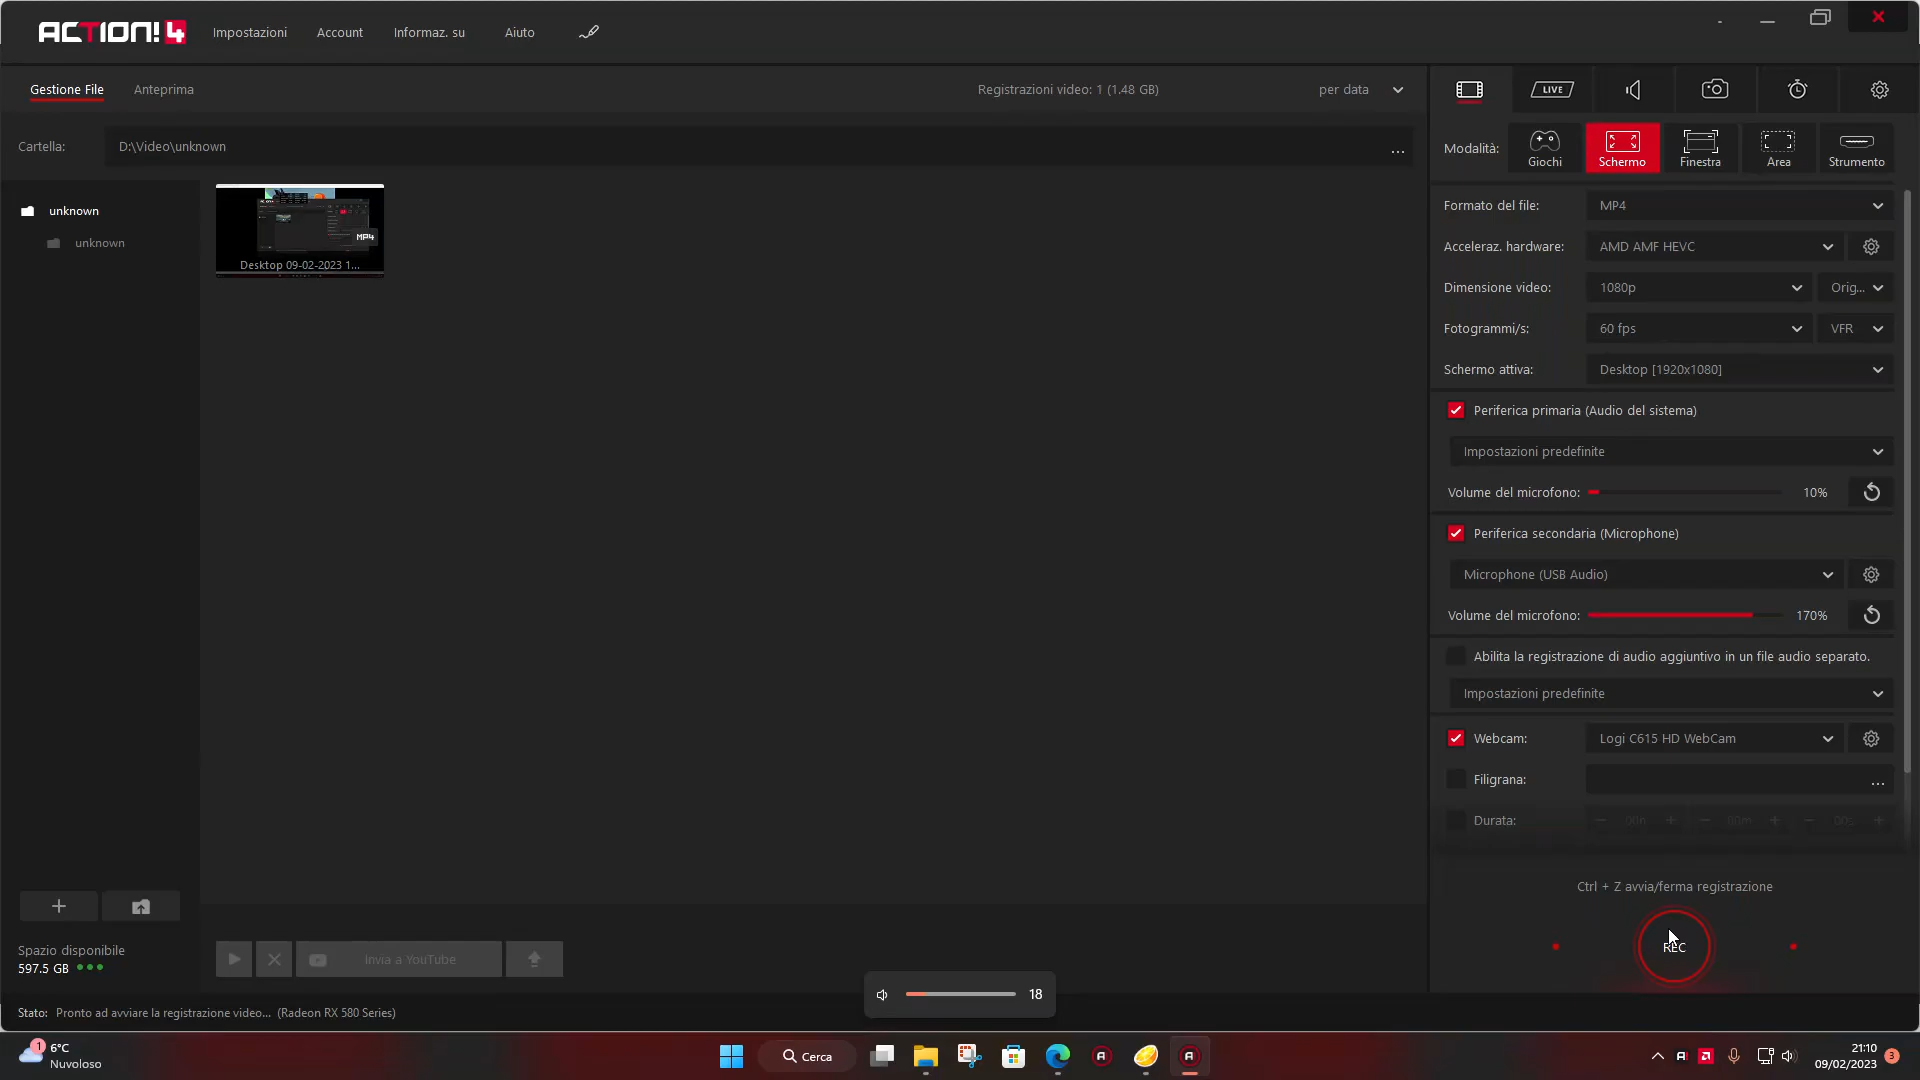 ACTION! 4
Impostazioni
Account
Informaz. su
Aiuto
Gestione File
Anteprima
Registrazioni video: 1 (1.48 GB)
per data
LIVE
Cartella:
D:\Video\unknown
...
Modalità:
Giochi
Schermo
Finestra
Area
Strumento
unknown
unknown
MP4
Desktop 09-02-2023 1...
Formato del file:
MP4
Acceleraz. hardware:
AMD AMF HEVC
Dimensione video:
1080p
Orig...
Fotogrammi/s:
60 fps
VFR
Schermo attiva:
Desktop [1920x1080]
Periferica primaria (Audio del sistema)
Impostazioni predefinite
Volume del microfono:
10%
Periferica secondaria (Microphone)
Microphone (USB Audio)
Volume del microfono:
170%
Abilita la registrazione di audio aggiuntivo in un file audio separato.
Impostazioni predefinite
Webcam:
Logi C615 HD WebCam
Filigrana:
...
Durata:
00h
00m
00s
Ctrl + Z avvia/ferma registrazione
REC
Spazio disponibile
597.5 GB
Invia a YouTube
18
Stato:
Pronto ad avviare la registrazione video...
(Radeon RX 580 Series)
1
6°C
Nuvoloso
Cerca
21:10
09/02/2023
3